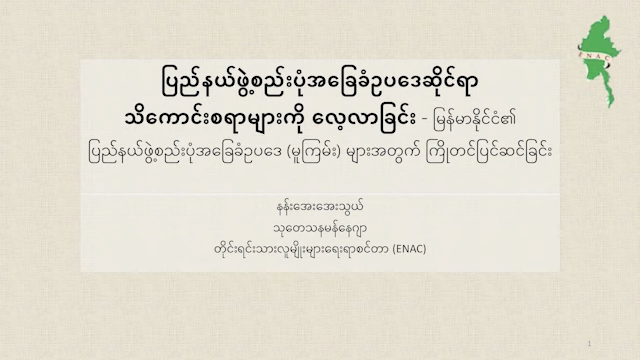 ENAC
ပြည်နယ်ဖွဲ့စည်းပုံအခြေခံဥပဒေဆိုင်ရာ
သိကောင်းစရာများကို လေ့လာခြင်း - မြန်မာနိုင်ငံ၏
ပြည်နယ်ဖွဲ့စည်းပုံအခြေခံဥပဒေ (မူကြမ်း) များအတွက် ကြိုတင်ပြင်ဆင်ခြင်း
နန်းအေးအေးသွယ်
သုတေသနမန်နေဂျာ
တိုင်းရင်းသားလူမျိုးများရေးရာစင်တာ (ENAC)
1